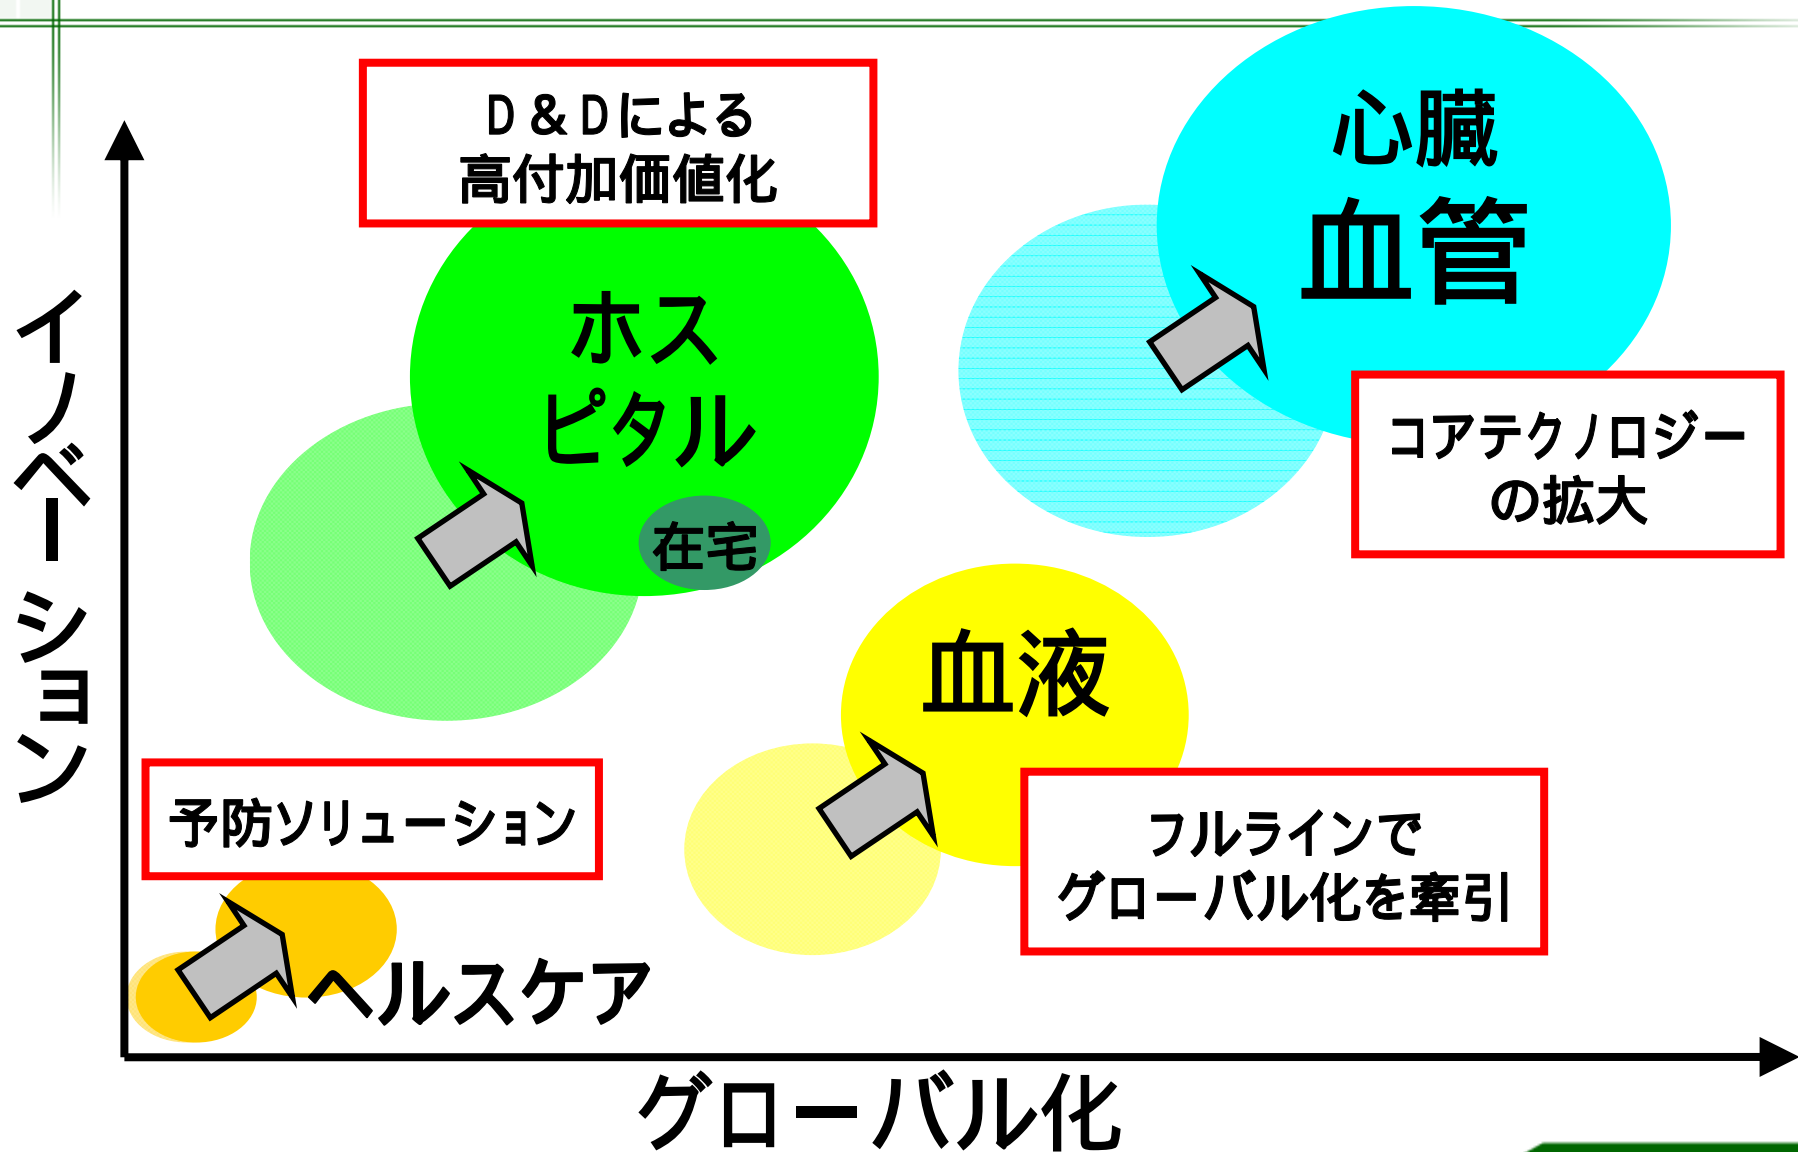 D&Dによる
高付加価値化
心臓
血管
ホス
ピタル
在宅
コアテクノロジー
の拡大
イノベーション
血液
予防ソリューション
フルラインで
グローバル化を牽引
ヘルスケア
グローバル化